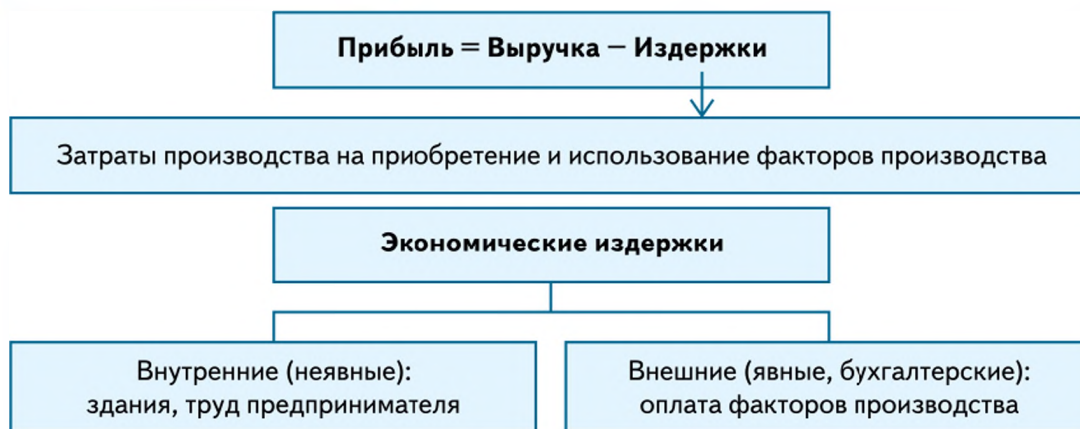 Прибыль = Выручка − Издержки
Затраты производства на приобретение и использование факторов производства
Экономические издержки
Внутренние (неявные):
здания, труд предпринимателя
Внешние (явные, бухгалтерские):
оплата факторов производства